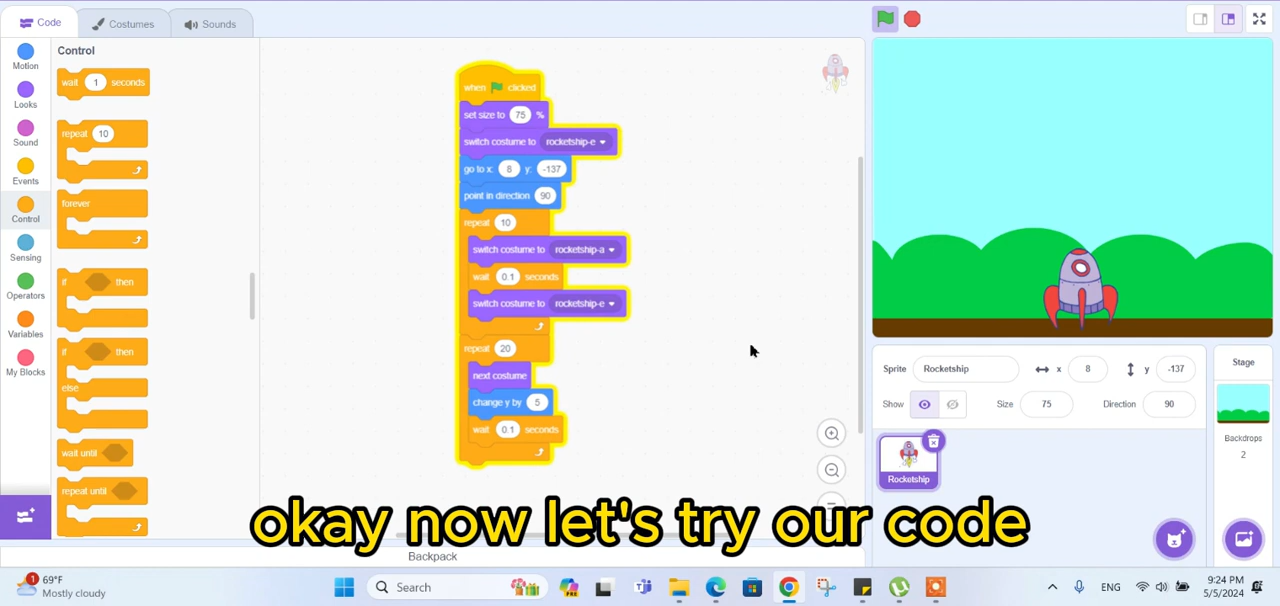 Code
Costumes
Sounds
Motion
Looks
Sound
Events
Control
Sensing
Operators
Variables
My Blocks
Control
wait 1 seconds
repeat 10
forever
if then
if then
else
wait until
repeat until
when clicked
set size to 75 %
switch costume to rocketship-e
go to x: 8 y: -137
point in direction 90
repeat 10
switch costume to rocketship-a
wait 0.1 seconds
switch costume to rocketship-e
repeat 20
next costume
change y by 5
wait 0.1 seconds
Sprite Rocketship x 8 y -137
Show Size 75 Direction 90
Rocketship
Stage
Backdrops
2
okay now let's try our code
Backpack
1
69°F
Mostly cloudy
Search
PRE
ENG
9:24 PM
5/5/2024